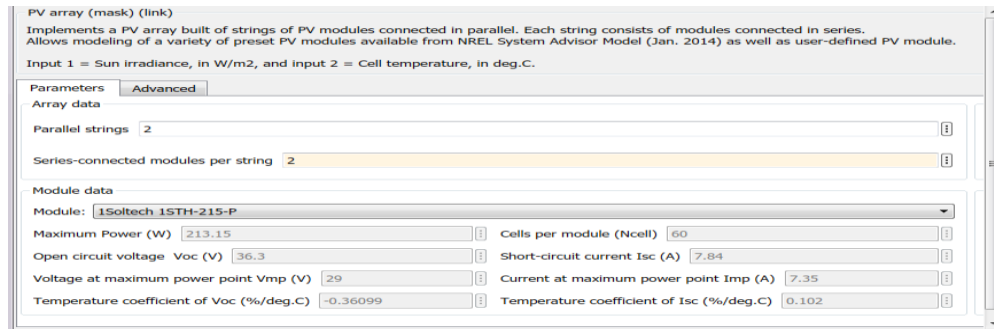 PV array (mask) (link)
Implements a PV array built of strings of PV modules connected in parallel. Each string consists of modules connected in series.
Allows modeling of a variety of preset PV modules available from NREL System Advisor Model (Jan. 2014) as well as user-defined PV module.
Input 1 = Sun irradiance, in W/m2, and input 2 = Cell temperature, in deg.C.
Parameters Advanced
Array data
Parallel strings 2
Series-connected modules per string 2
Module data
Module: 1Soltech 1STH-215-P
Maximum Power (W) 213.15 Cells per module (Ncell) 60
Open circuit voltage Voc (V) 36.3 Short-circuit current Isc (A) 7.84
Voltage at maximum power point Vmp (V) 29 Current at maximum power point Imp (A) 7.35
Temperature coefficient of Voc (%/deg.C) -0.36099 Temperature coefficient of Isc (%/deg.C) 0.102